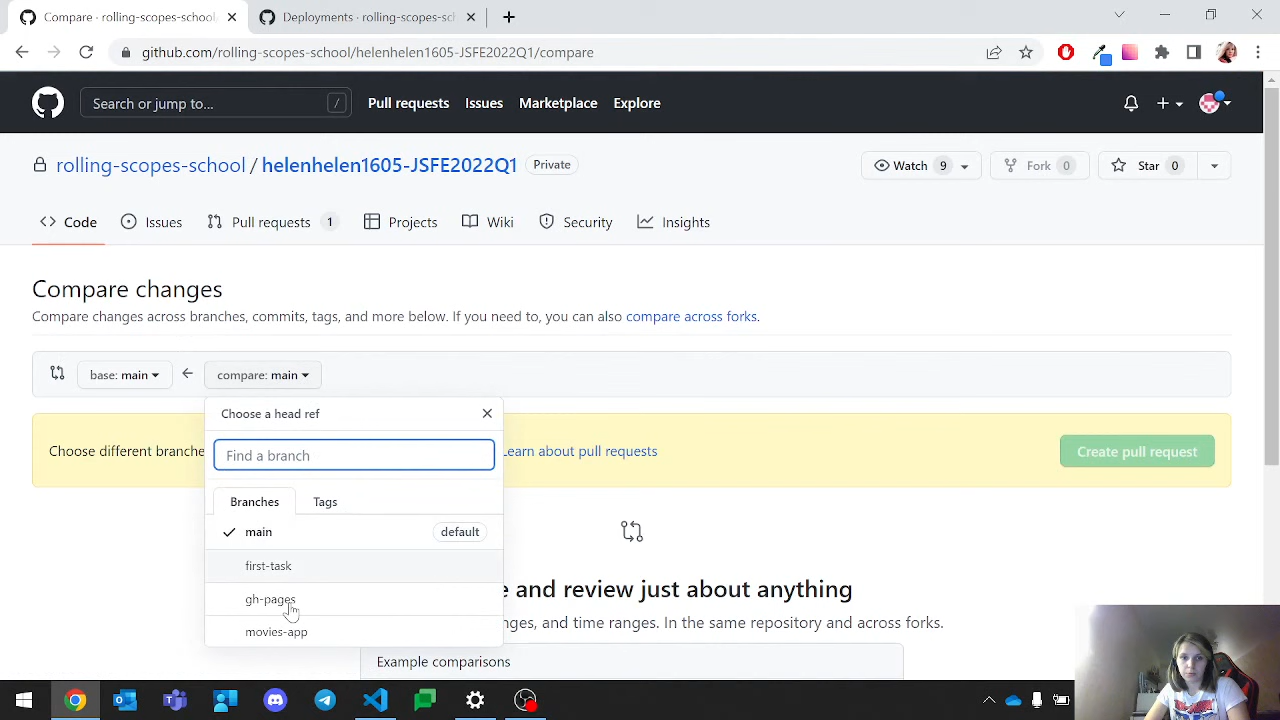 Compare · rolling-scopes-school/
Deployments · rolling-scopes-sc
github.com/rolling-scopes-school/helenhelen1605-JSFE2022Q1/compare
Search or jump to...
/
Pull requests
Issues
Marketplace
Explore
rolling-scopes-school / helenhelen1605-JSFE2022Q1
Private
Watch 9
Fork 0
Star 0
Code
Issues
Pull requests 1
Projects
Wiki
Security
Insights
Compare changes
Compare changes across branches, commits, tags, and more below. If you need to, you can also compare across forks.
base: main
compare: main
Choose a head ref
Choose different branche
Learn about pull requests
Create pull request
Find a branch
Branches
Tags
main
default
first-task
e and review just about anything
gh-pages
nges, and time ranges. In the same repository and across forks.
movies-app
Example comparisons